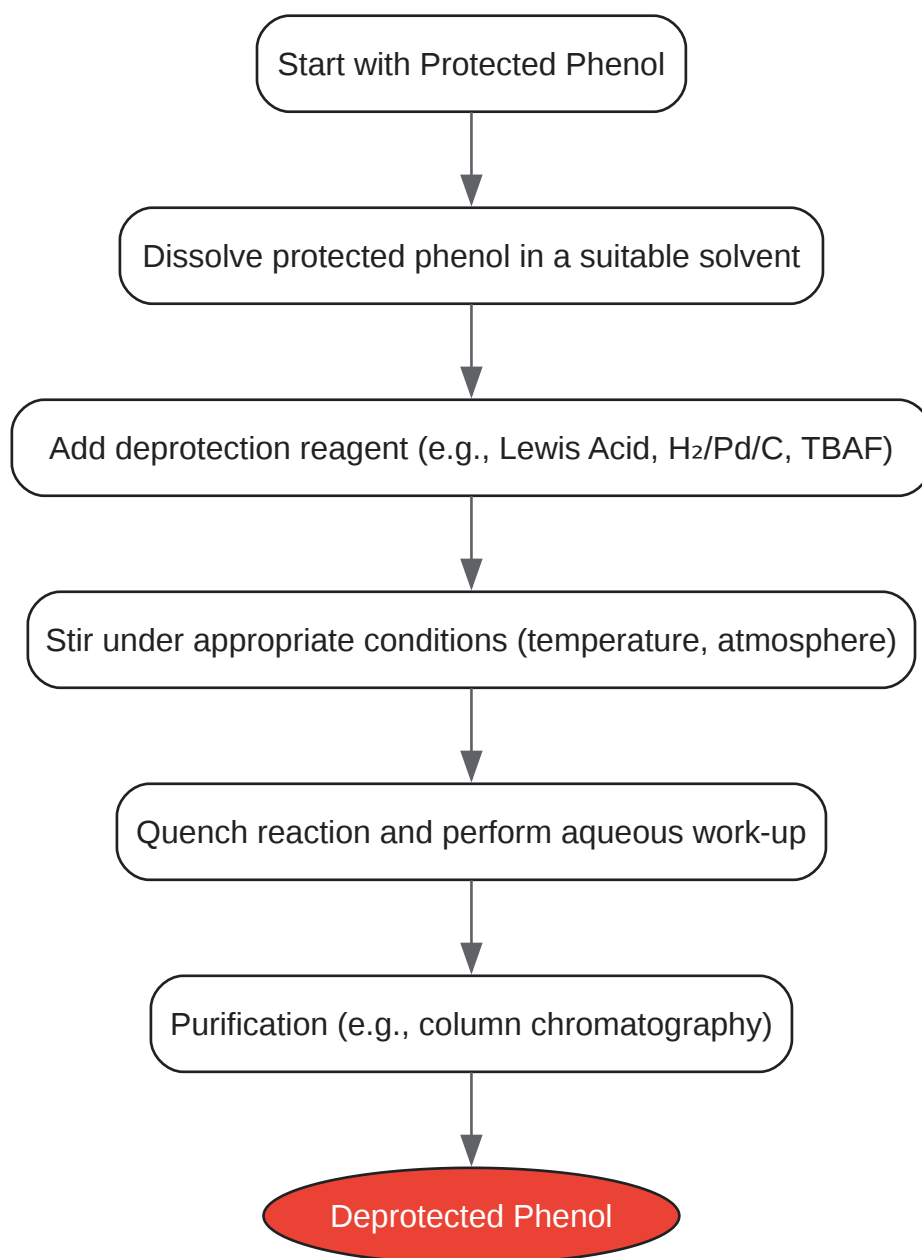 Start with Protected Phenol
Dissolve protected phenol in a suitable solvent
Add deprotection reagent (e.g., Lewis Acid, H₂/Pd/C, TBAF)
Stir under appropriate conditions (temperature, atmosphere)
Quench reaction and perform aqueous work-up
Purification (e.g., column chromatography)
Deprotected Phenol